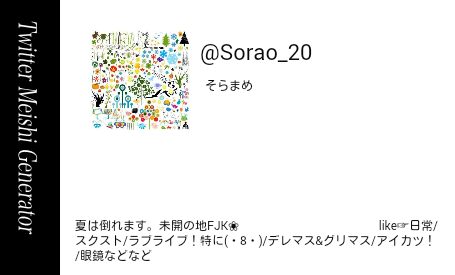 Twitter Meishi Generator
@Sorao_20
そらまめ
夏は倒れます。未開の地FJK❀ like☞日常/
スクスト/ラブライブ！特に(・8・)/デレマス&グリマス/アイカツ！
/眼鏡などなど